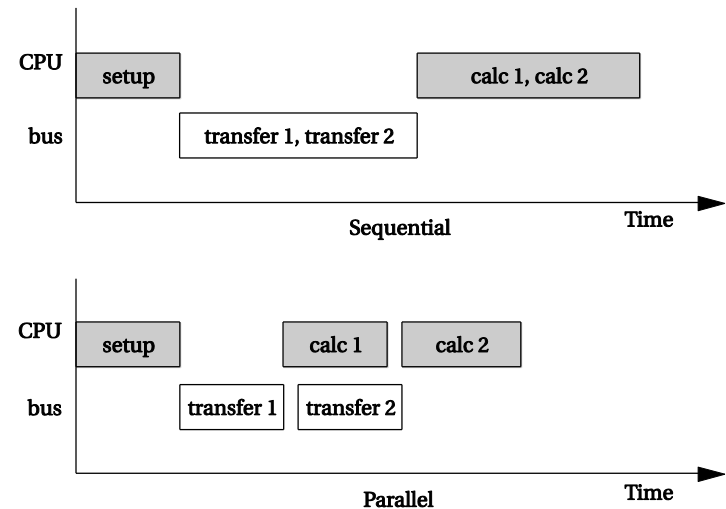 CPU
setup
calc 1, calc 2
bus
transfer 1, transfer 2
Time
Sequential
CPU
setup
calc 1
calc 2
bus
transfer 1
transfer 2
Time
Parallel